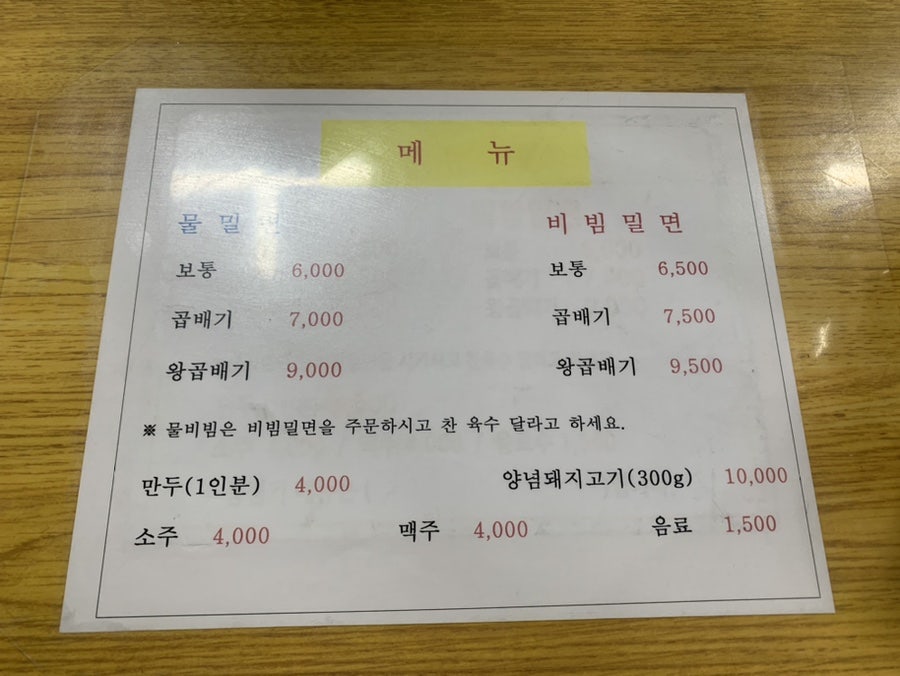 메 뉴
물 밀 면 비 빔 밀 면
보통 6,000 보통 6,500
곱배기 7,000 곱배기 7,500
왕곱배기 9,000 왕곱배기 9,500
※ 물비빔은 비빔밀면을 주문하시고 찬 육수 달라고 하세요.
만두(1인분) 4,000 양념돼지고기(300g) 10,000
소주 4,000 맥주 4,000 음료 1,500